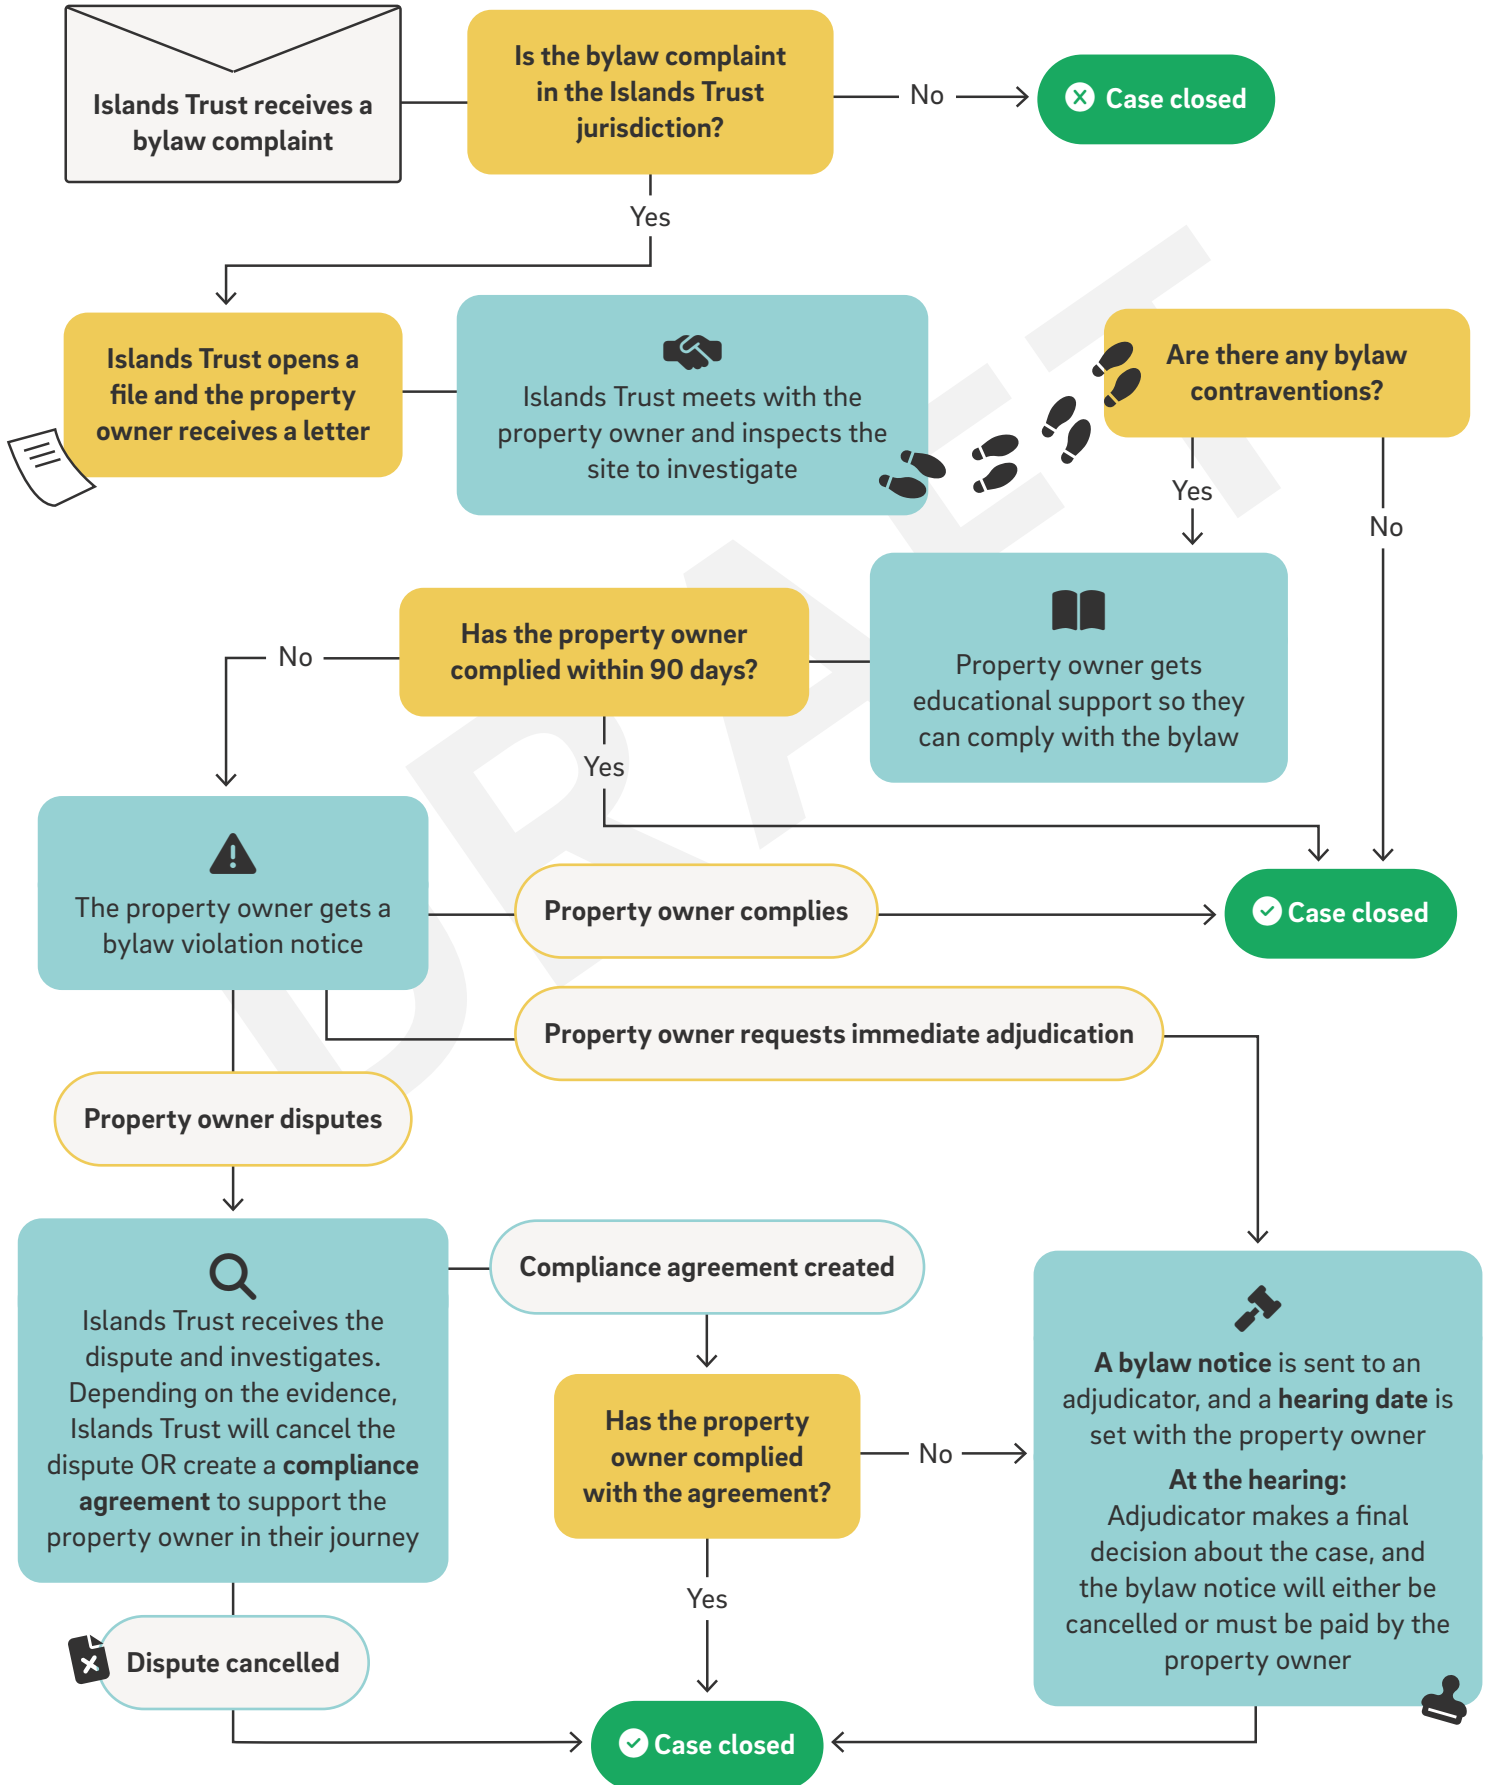 Islands Trust receives a
bylaw complaint
Is the bylaw complaint
in the Islands Trust
jurisdiction?
No
Case closed
Yes
Islands Trust opens a
file and the property
owner receives a letter
Islands Trust meets with the
property owner and inspects the
site to investigate
Are there any bylaw
contraventions?
Yes
No
Property owner gets
educational support so they
can comply with the bylaw
Has the property owner
complied within 90 days?
No
Yes
The property owner gets a
bylaw violation notice
Property owner complies
Case closed
Property owner requests immediate adjudication
Property owner disputes
Islands Trust receives the
dispute and investigates.
Depending on the evidence,
Islands Trust will cancel the
dispute OR create a compliance
agreement to support the
property owner in their journey
Compliance agreement created
Has the property
owner complied
with the agreement?
No
Yes
A bylaw notice is sent to an
adjudicator, and a hearing date is
set with the property owner
At the hearing:
Adjudicator makes a final
decision about the case, and
the bylaw notice will either be
cancelled or must be paid by the
property owner
Dispute cancelled
Case closed
DRAFT